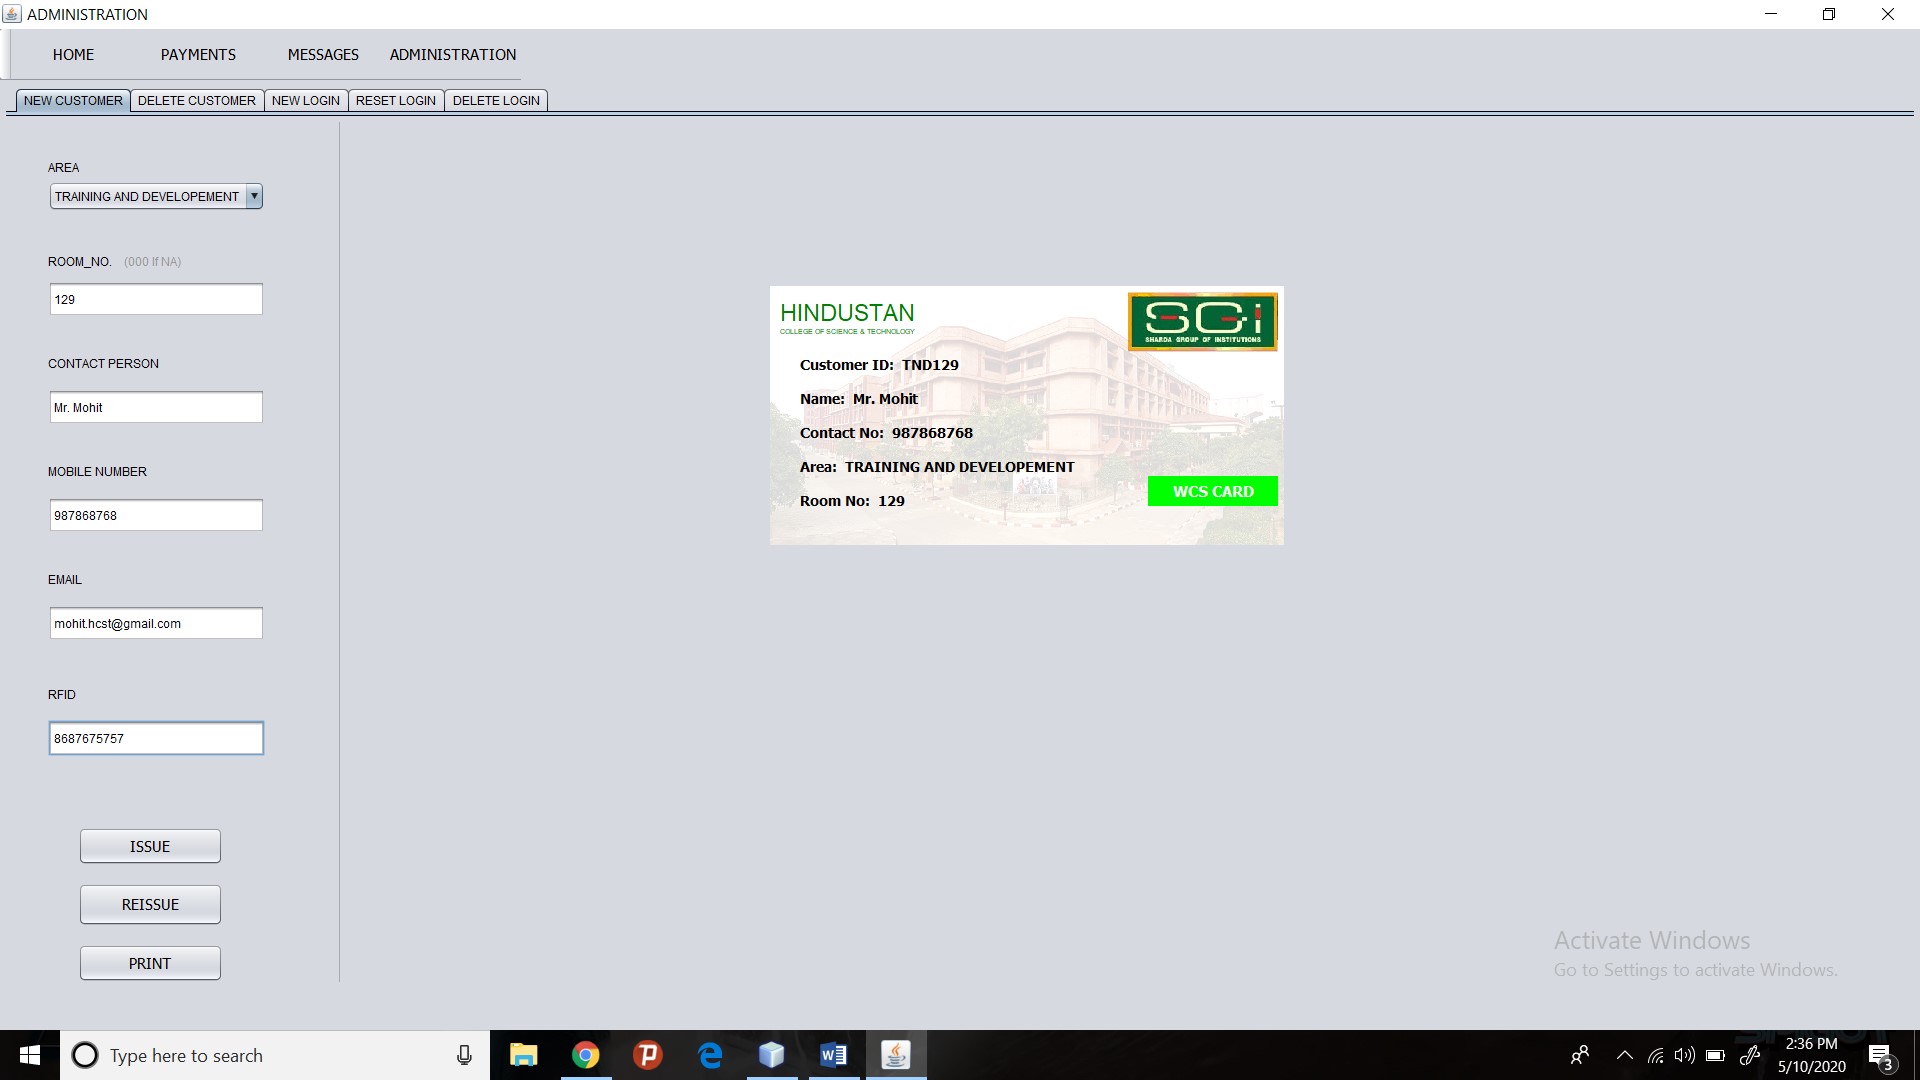 ADMINISTRATION
HOME PAYMENTS MESSAGES ADMINISTRATION
NEW CUSTOMER DELETE CUSTOMER NEW LOGIN RESET LOGIN DELETE LOGIN
AREA
TRAINING AND DEVELOPEMENT
ROOM_NO. (000 If NA)
129
CONTACT PERSON
Mr. Mohit
MOBILE NUMBER
987868768
EMAIL
mohit.hcst@gmail.com
RFID
8687675757
ISSUE
REISSUE
PRINT
HINDUSTAN
COLLEGE OF SCIENCE & TECHNOLOGY
SGI
SHARDA GROUP OF INSTITUTIONS
Customer ID: TND129
Name: Mr. Mohit
Contact No: 987868768
Area: TRAINING AND DEVELOPEMENT
Room No: 129
WCS CARD
Activate Windows
Go to Settings to activate Windows.
Type here to search
2:36 PM
5/10/2020
3